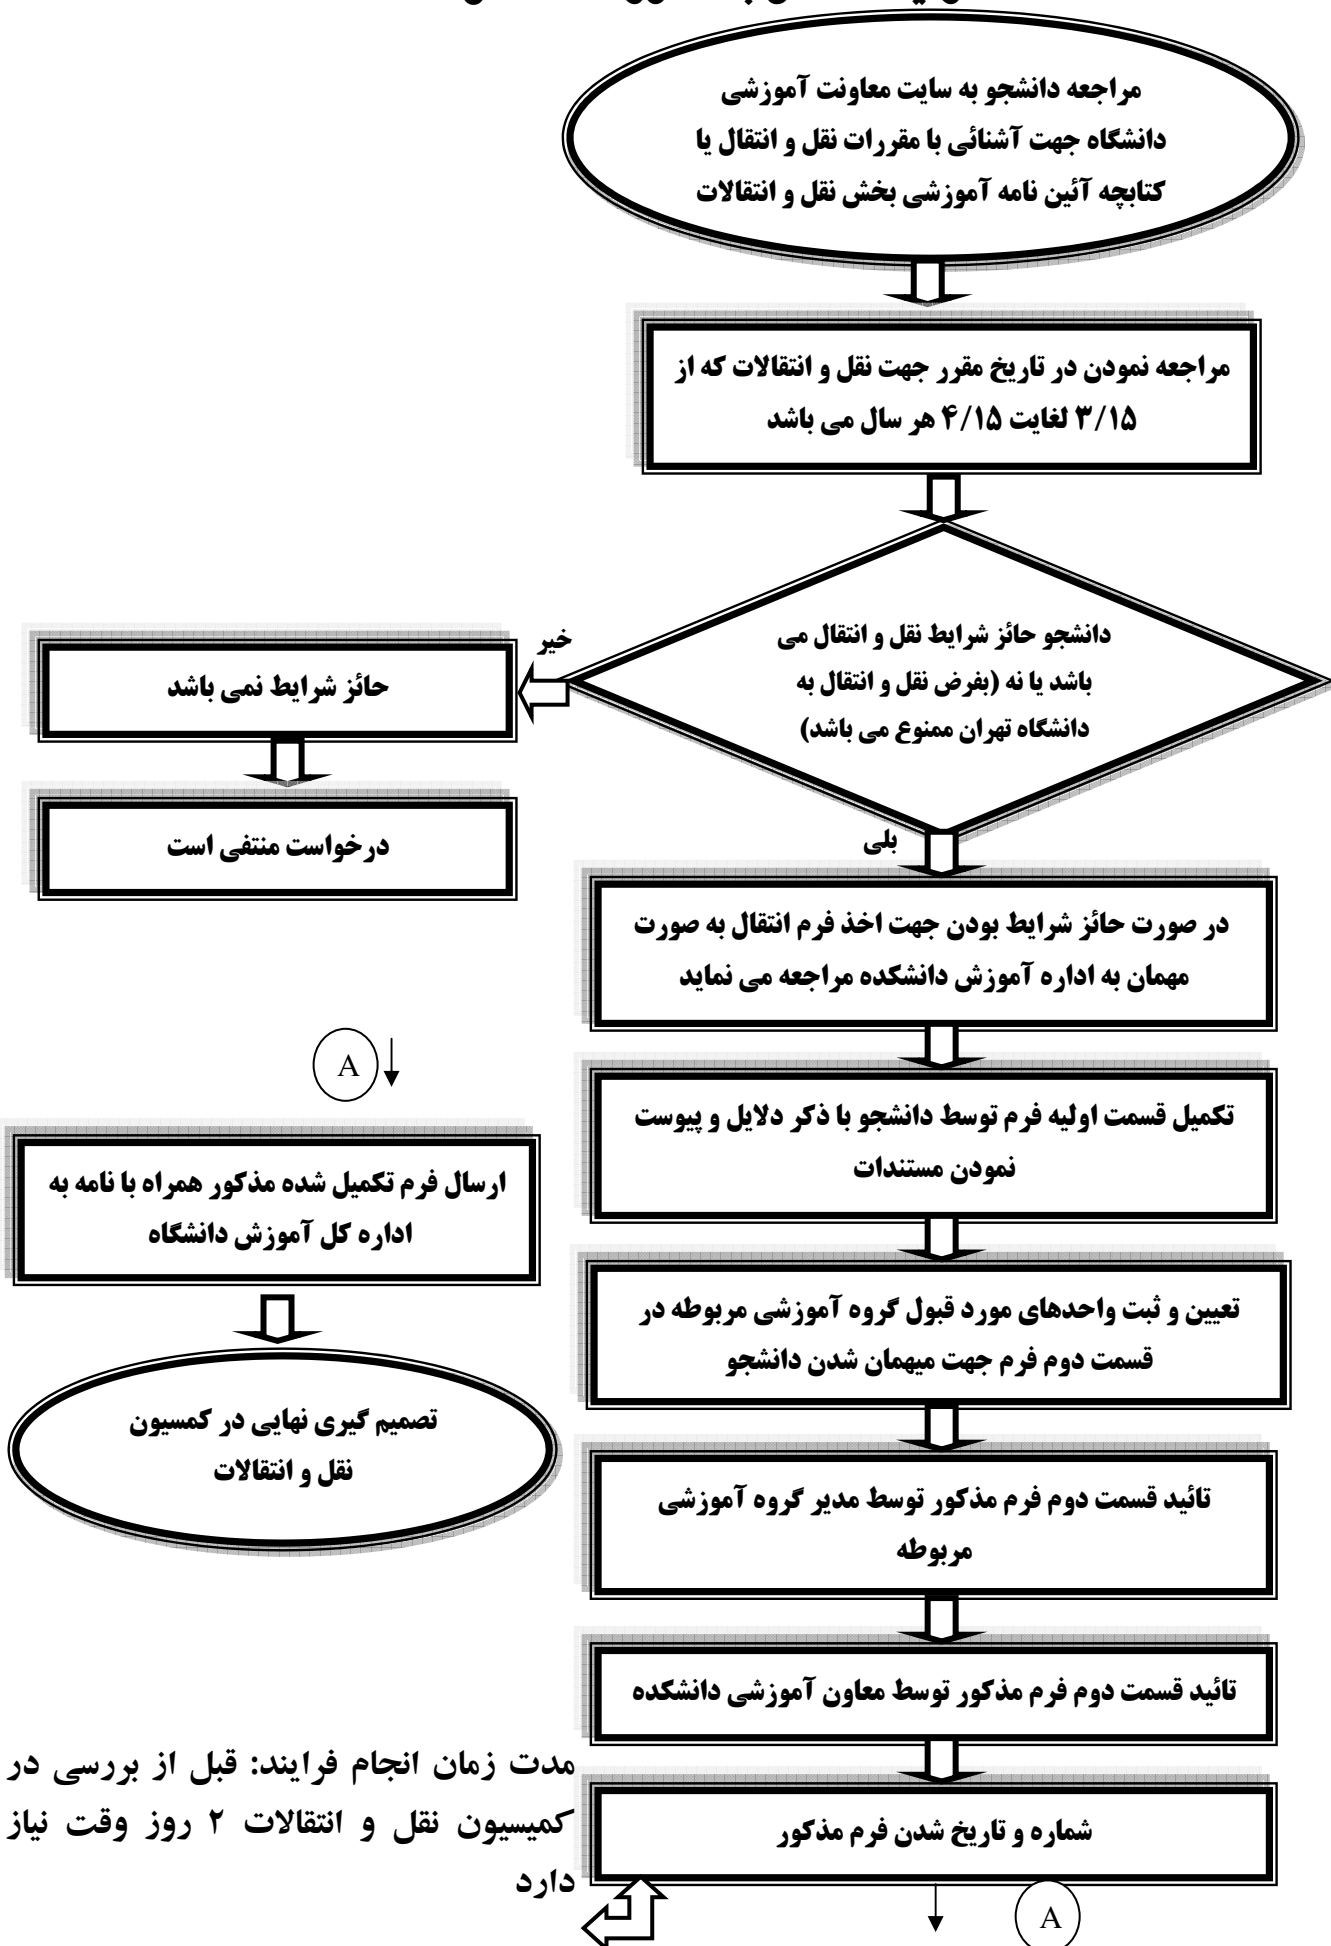 مراجعه دانشجو به سایت معاونت آموزشی
دانشگاه جهت آشنائی با مقررات نقل و انتقال یا
کتابچه آئین نامه آموزشی بخش نقل و انتقالات
مراجعه نمودن در تاریخ مقرر جهت نقل و انتقالات که از
۳/۱۵ لغایت ۴/۱۵ هر سال می باشد
دانشجو حائز شرایط نقل و انتقال می
باشد یا نه (بفرض نقل و انتقال به
دانشگاه تهران ممنوع می باشد)
خیر
حائز شرایط نمی باشد
درخواست منتفی است
بلی
در صورت حائز شرایط بودن جهت اخذ فرم انتقال به صورت
مهمان به اداره آموزش دانشکده مراجعه می نماید
تکمیل قسمت اولیه فرم توسط دانشجو با ذکر دلایل و پیوست
نمودن مستندات
تعیین و ثبت واحدهای مورد قبول گروه آموزشی مربوطه در
قسمت دوم فرم جهت میهمان شدن دانشجو
تائید قسمت دوم فرم مذکور توسط مدیر گروه آموزشی
مربوطه
تائید قسمت دوم فرم مذکور توسط معاون آموزشی دانشکده
شماره و تاریخ شدن فرم مذکور
A
A
ارسال فرم تکمیل شده مذکور همراه با نامه به
اداره کل آموزش دانشگاه
تصمیم گیری نهایی در کمسیون
نقل و انتقالات
مدت زمان انجام فرایند: قبل از بررسی در
کمیسیون نقل و انتقالات ۲ روز وقت نیاز
دارد